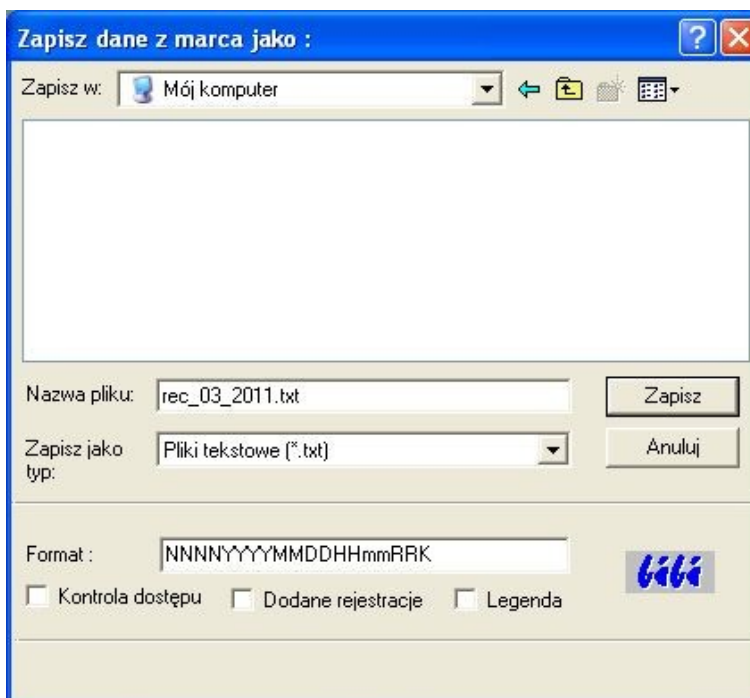 Zapisz dane z marca jako :
Zapisz w: Mój komputer
Nazwa pliku: rec_03_2011.txt Zapisz
Zapisz jako typ: Pliki tekstowe (*.txt) Anuluj
Format : NNNNYYYYMMDDHHmmRRK
bibi
Kontrola dostępu Dodane rejestracje Legenda